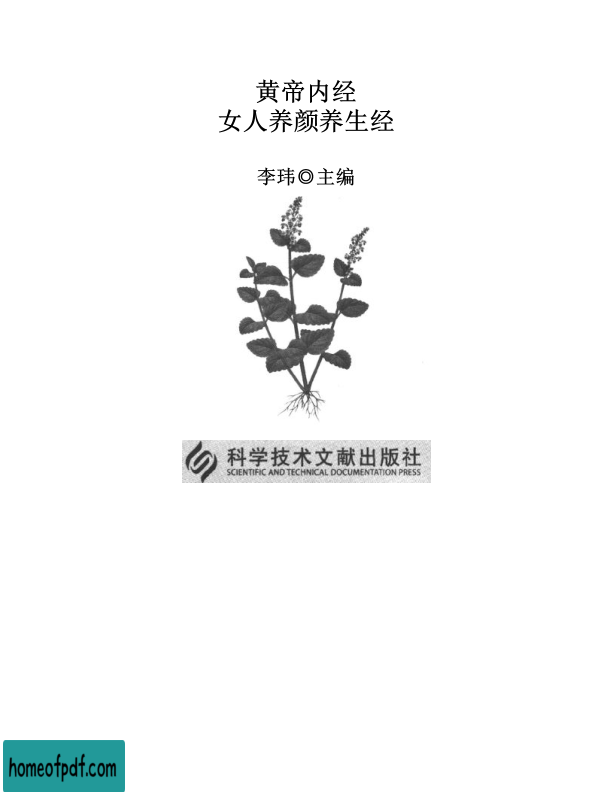 黄帝内经
女人养颜养生经
李玮◎主编
科学技术文献出版社
SCIENTIFIC AND TECHNICAL DOCUMENTATION PRESS
homeofpdf.com